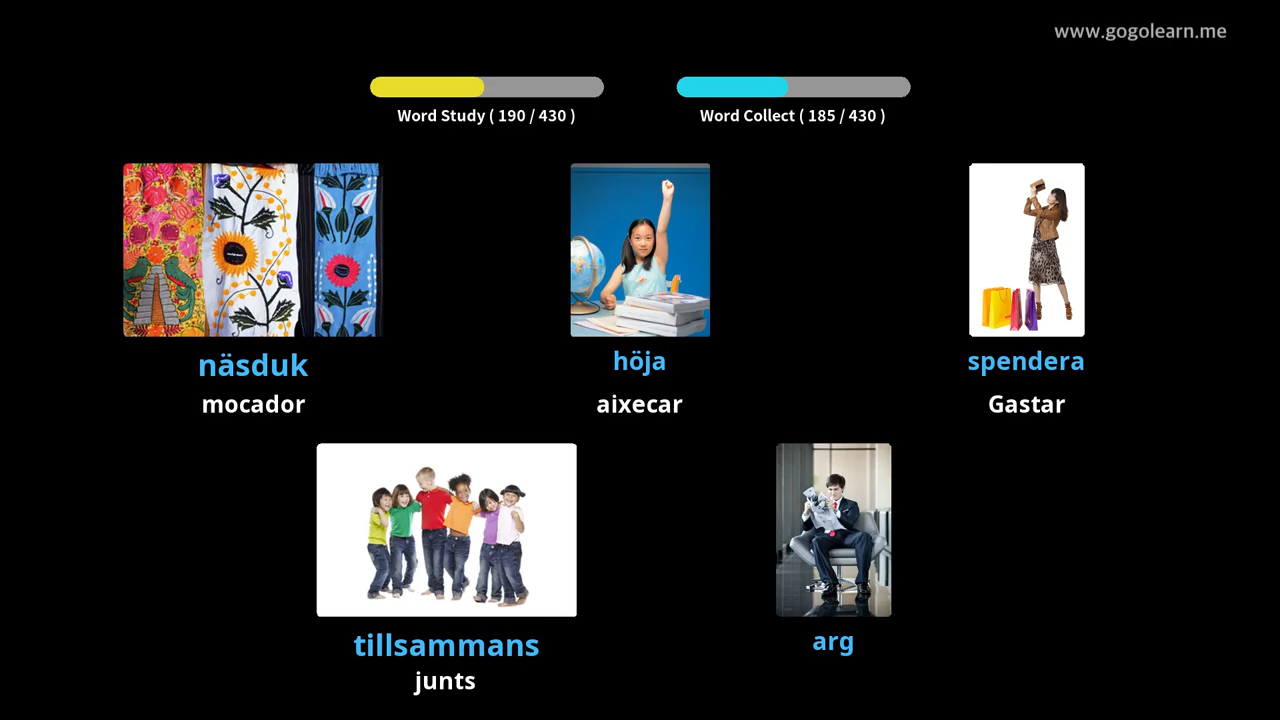 www.gogolearn.me
Word Study ( 190 / 430 )
Word Collect ( 185 / 430 )
näsduk
höja
spendera
mocador
aixecar
Gastar
tillsammans
arg
junts